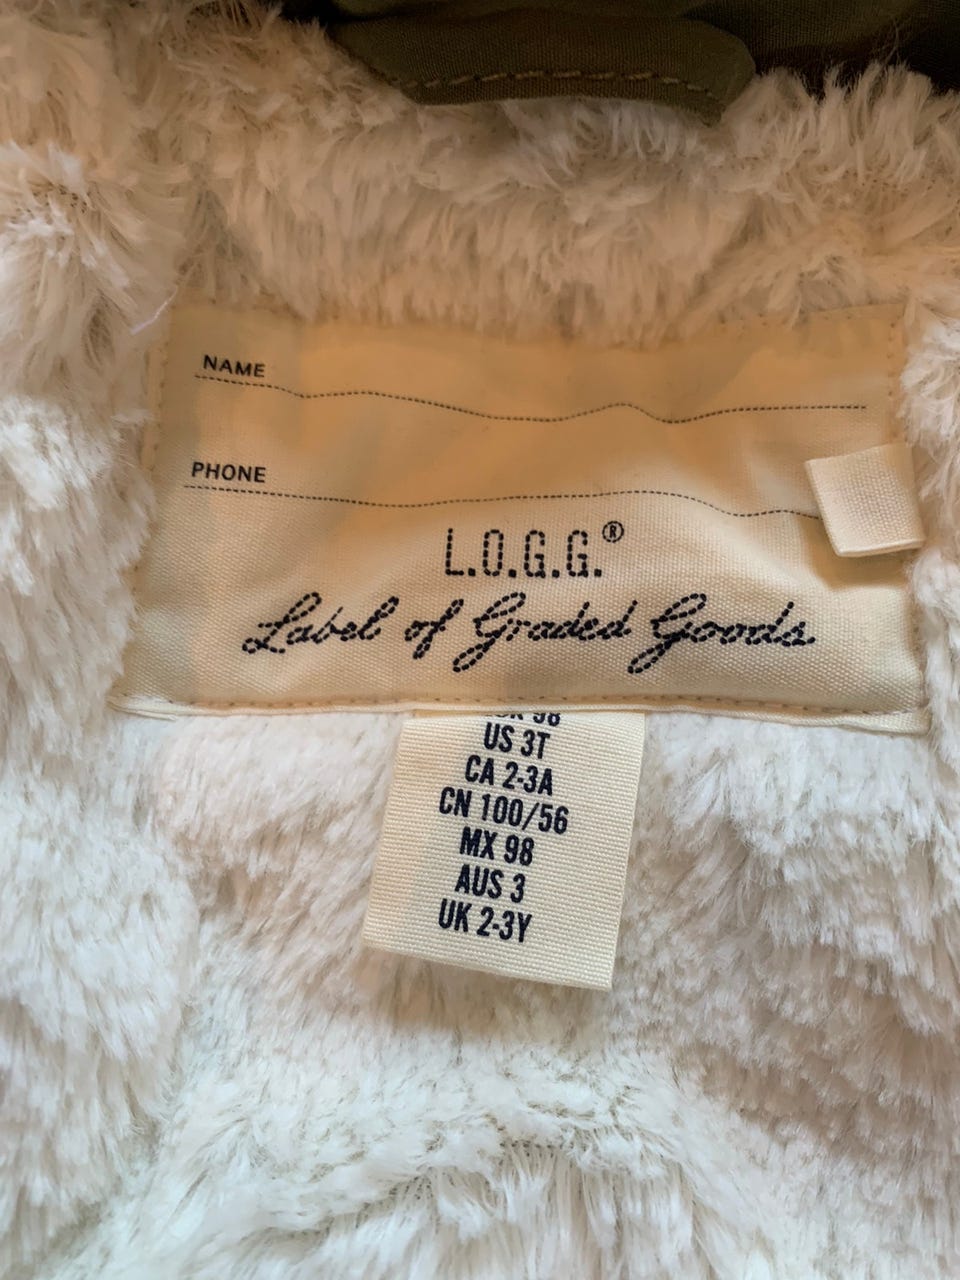 NAME
PHONE
L.O.G.G.®
Label of Graded Goods
98
US 3T
CA 2-3A
CN 100/56
MX 98
AUS 3
UK 2-3Y